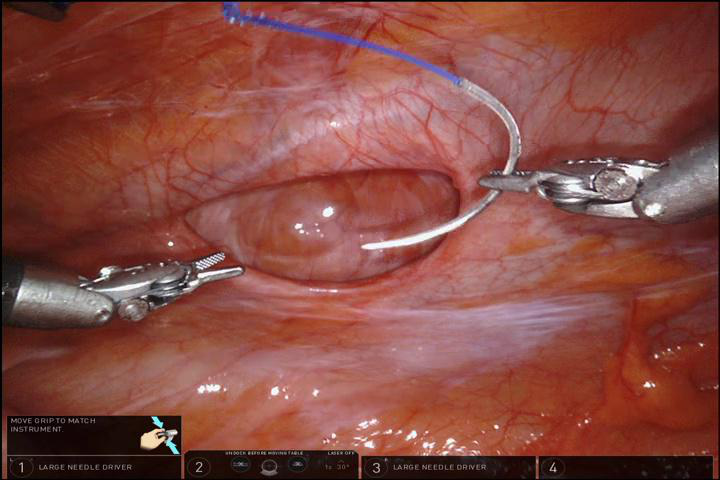 MOVE GRIP TO MATCH
INSTRUMENT.
UNDOCK BEFORE MOVING TABLE
LASER OFF
1 LARGE NEEDLE DRIVER
2
1x 30°
3 LARGE NEEDLE DRIVER
4